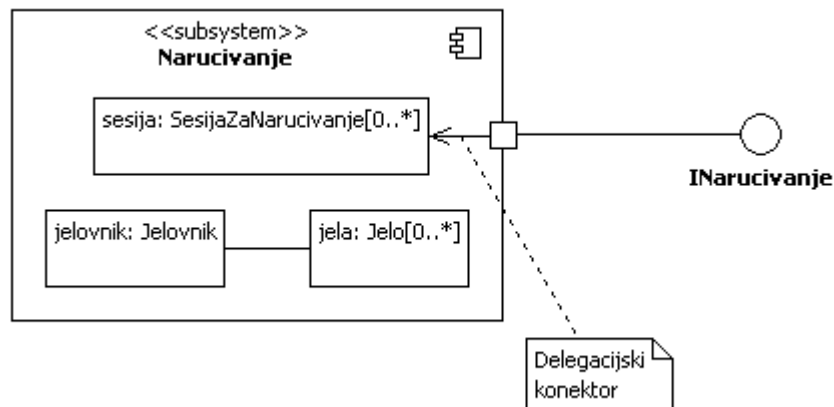 <<subsystem>>
Narucivanje
sesija: SesijaZaNarucivanje[0..*]
INarucivanje
jelovnik: Jelovnik
jela: Jelo[0..*]
Delegacijski
konektor